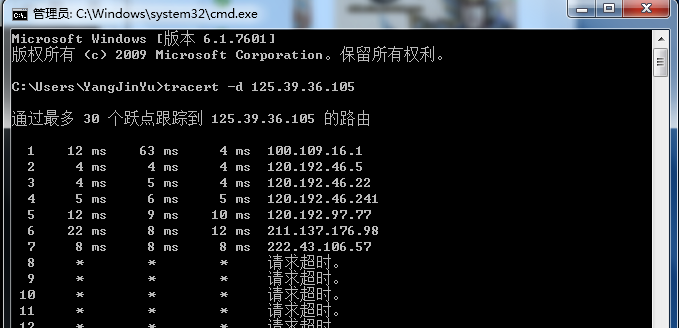 管理员: C:\Windows\system32\cmd.exe
Microsoft Windows [版本 6.1.7601]
版权所有 (c) 2009 Microsoft Corporation。保留所有权利。
C:\Users\YangJinYu>tracert -d 125.39.36.105
通过最多 30 个跃点跟踪到 125.39.36.105 的路由
1 12 ms 63 ms 4 ms 100.109.16.1
2 4 ms 4 ms 4 ms 120.192.46.5
3 4 ms 5 ms 4 ms 120.192.46.22
4 5 ms 6 ms 5 ms 120.192.46.241
5 12 ms 9 ms 10 ms 120.192.97.77
6 22 ms 8 ms 12 ms 211.137.176.98
7 8 ms 8 ms 8 ms 222.43.106.57
8 * * * 请求超时。
9 * * * 请求超时。
10 * * * 请求超时。
11 * * * 请求超时。
12 * * * 请求超时。